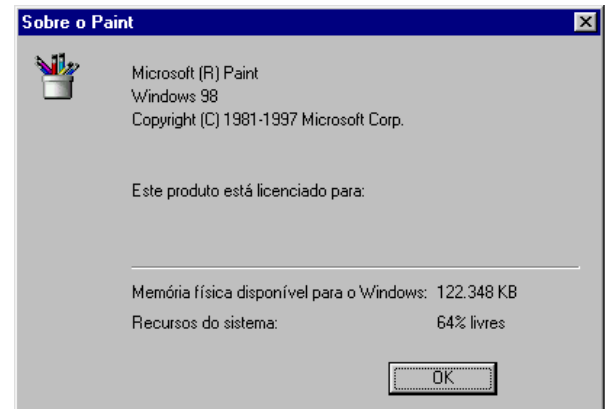 Sobre o Paint
Microsoft (R) Paint
Windows 98
Copyright (C) 1981-1997 Microsoft Corp.
Este produto está licenciado para:
Memória física disponível para o Windows: 122.348 KB
Recursos do sistema: 64% livres
OK